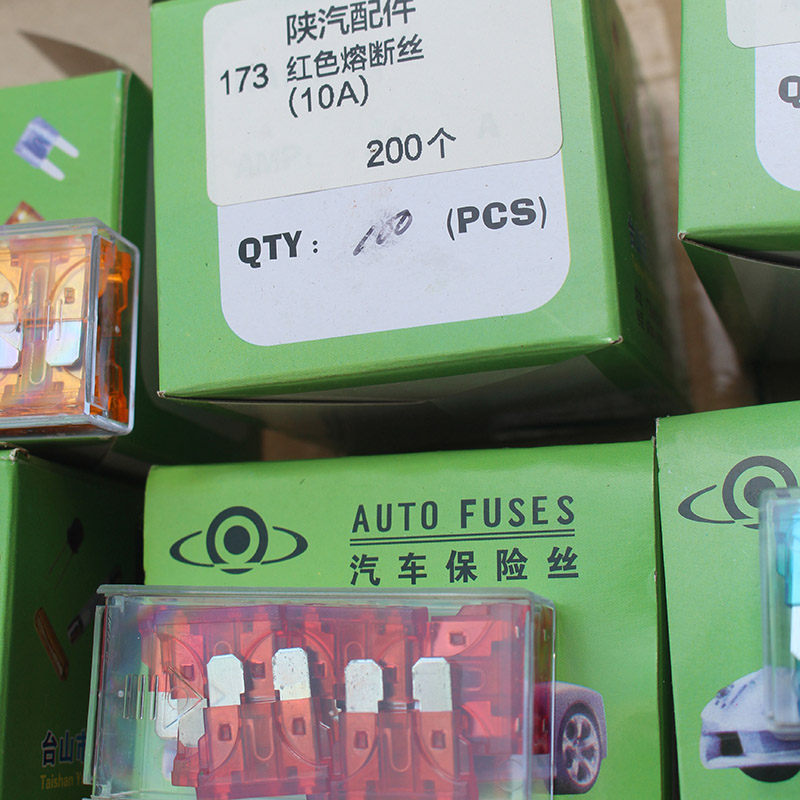 陕汽配件
173 红色熔断丝
(10A)
200个
QTY: 100 (PCS)
Q
AUTO FUSES
汽车保险丝
台山市
Taishan Y